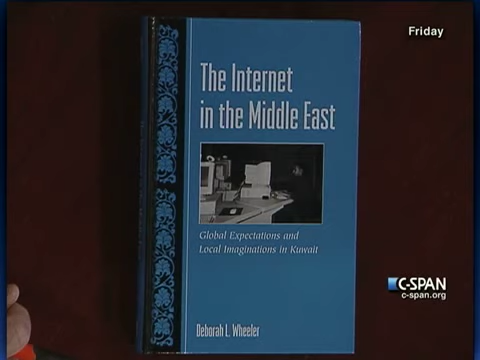 Friday
The Internet
in the Middle East
Global Expectations and
Local Imaginations in Kuwait
Deborah L. Wheeler
C-SPAN
c-span.org